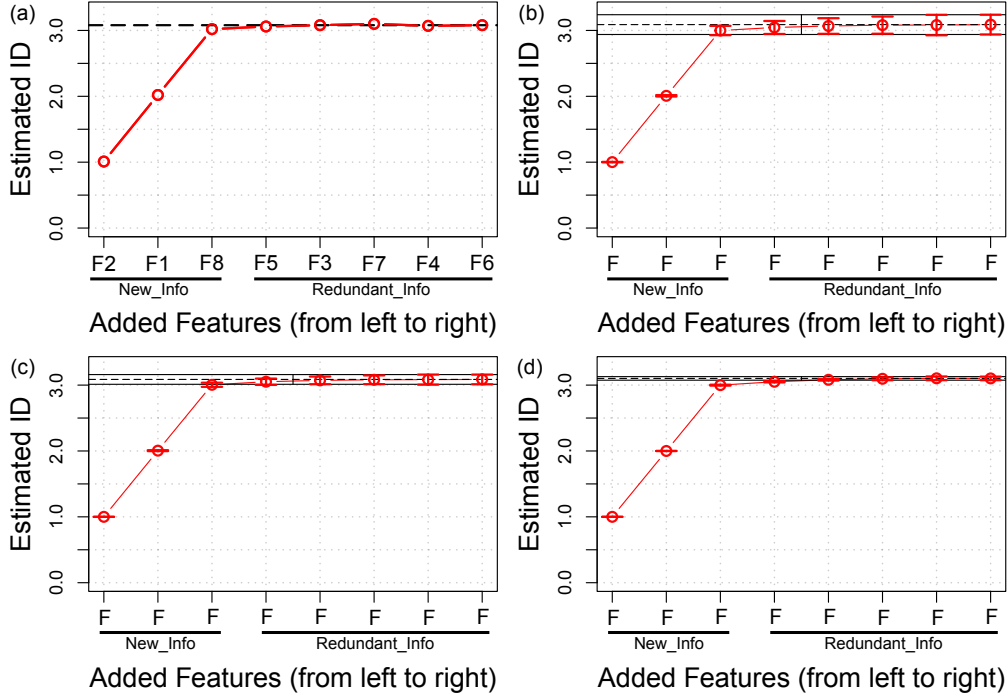 (a)
Estimated ID
3.0
2.0
1.0
0.0
F2 F1 F8 F5 F3 F7 F4 F6
New_Info Redundant_Info
Added Features (from left to right)
(b)
Estimated ID
3.0
2.0
1.0
0.0
F F F F F F F F
New_Info Redundant_Info
Added Features (from left to right)
(c)
Estimated ID
3.0
2.0
1.0
0.0
F F F F F F F F
New_Info Redundant_Info
Added Features (from left to right)
(d)
Estimated ID
3.0
2.0
1.0
0.0
F F F F F F F F
New_Info Redundant_Info
Added Features (from left to right)